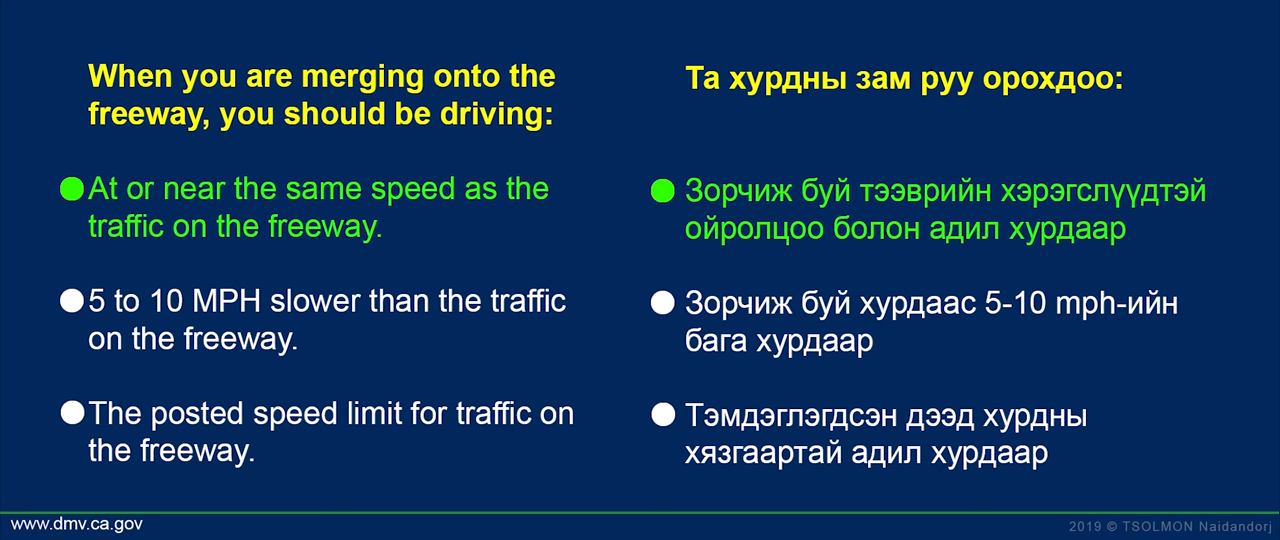 When you are merging onto the
freeway, you should be driving:
At or near the same speed as the
traffic on the freeway.
5 to 10 MPH slower than the traffic
on the freeway.
The posted speed limit for traffic on
the freeway.
Та хурдны зам руу орохдоо:
Зорчиж буй тээврийн хэрэгслүүдтэй
ойролцоо болон адил хурдаар
Зорчиж буй хурдаас 5-10 mph-ийн
бага хурдаар
Тэмдэглэгдсэн дээд хурдны
хязгаартай адил хурдаар
www.dmv.ca.gov
2019 © TSOLMON Naidandorj